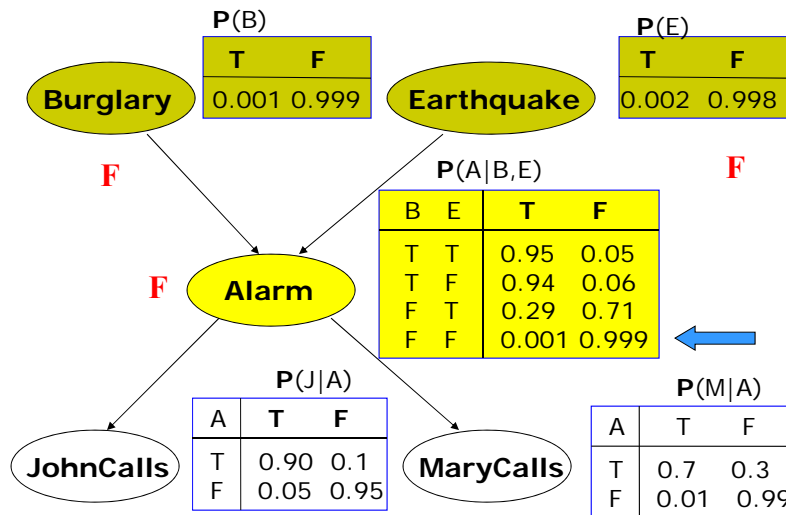 P(B)
T F
0.001 0.999
Burglary
P(E)
T F
0.002 0.998
Earthquake
F
F
P(A|B,E)
B E T F
T T 0.95 0.05
T F 0.94 0.06
F T 0.29 0.71
F F 0.001 0.999
F
Alarm
P(J|A)
A T F
T 0.90 0.1
F 0.05 0.95
P(M|A)
A T F
T 0.7 0.3
F 0.01 0.99
JohnCalls
MaryCalls